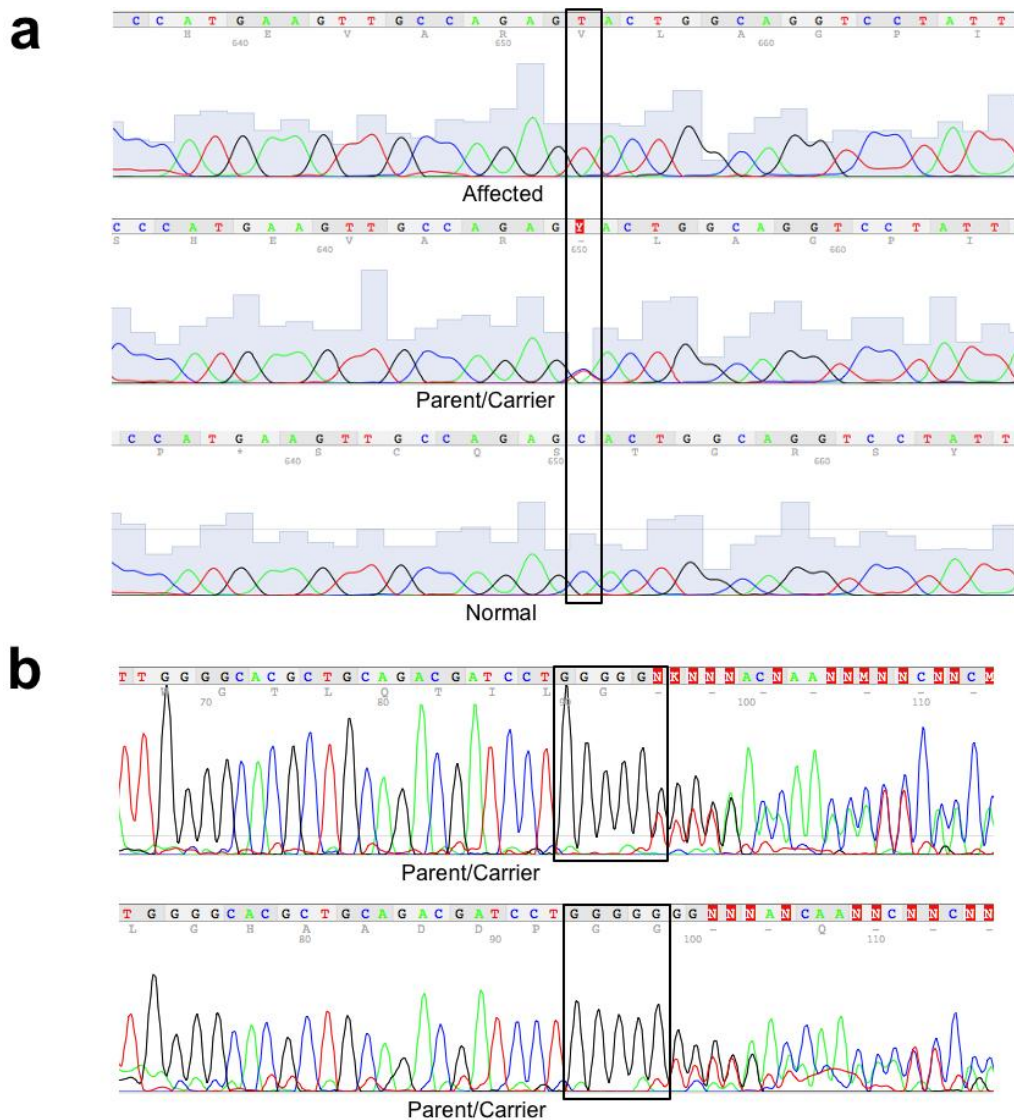 a
C C A T G A A G T T G C C A G A G T A C T G G C A G G T C C T A T T
H E V A R V L A G P I
640 650 660
Affected
C C C A T G A A G T T G C C A G A G Y A C T G G C A G G T C C T A T T
S H E V A R - L A G P I
640 650 660
Parent/Carrier
C C A T G A A G T T G C C A G A G C A C T G G C A G G T C C T A T T
P * S C Q S T G R S Y
640 650 660
Normal
b
T T G G G G C A C G C T G C A G A C G A T C C T G G G G G N K N N N A C N A A N N M N N C N N C M
W G T L Q T I L G - - - - - - -
70 80 90 100 110
Parent/Carrier
T G G G G C A C G C T G C A G A C G A T C C T G G G G G G G N N N A N C A A N N C N N C N N
L G H A A D D P G G - - Q - - -
80 90 100 110
Parent/Carrier